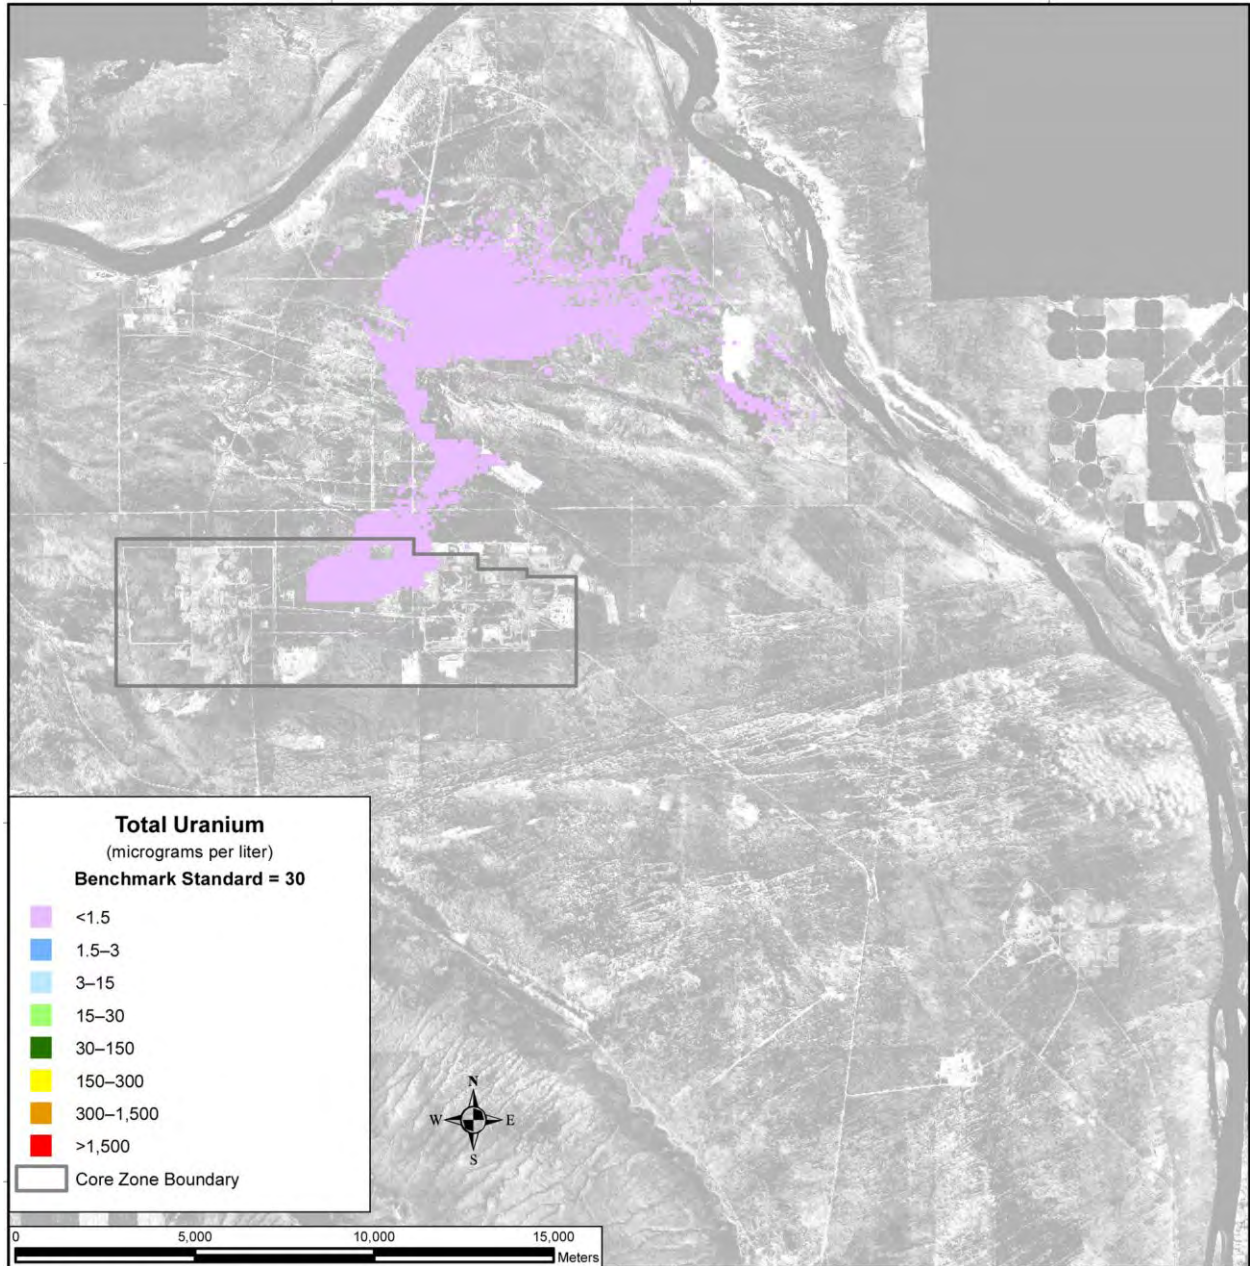 Total Uranium
(micrograms per liter)
Benchmark Standard = 30
<1.5
1.5–3
3–15
15–30
30–150
150–300
300–1,500
>1,500
Core Zone Boundary
N
W E
S
0 5,000 10,000 15,000
Meters